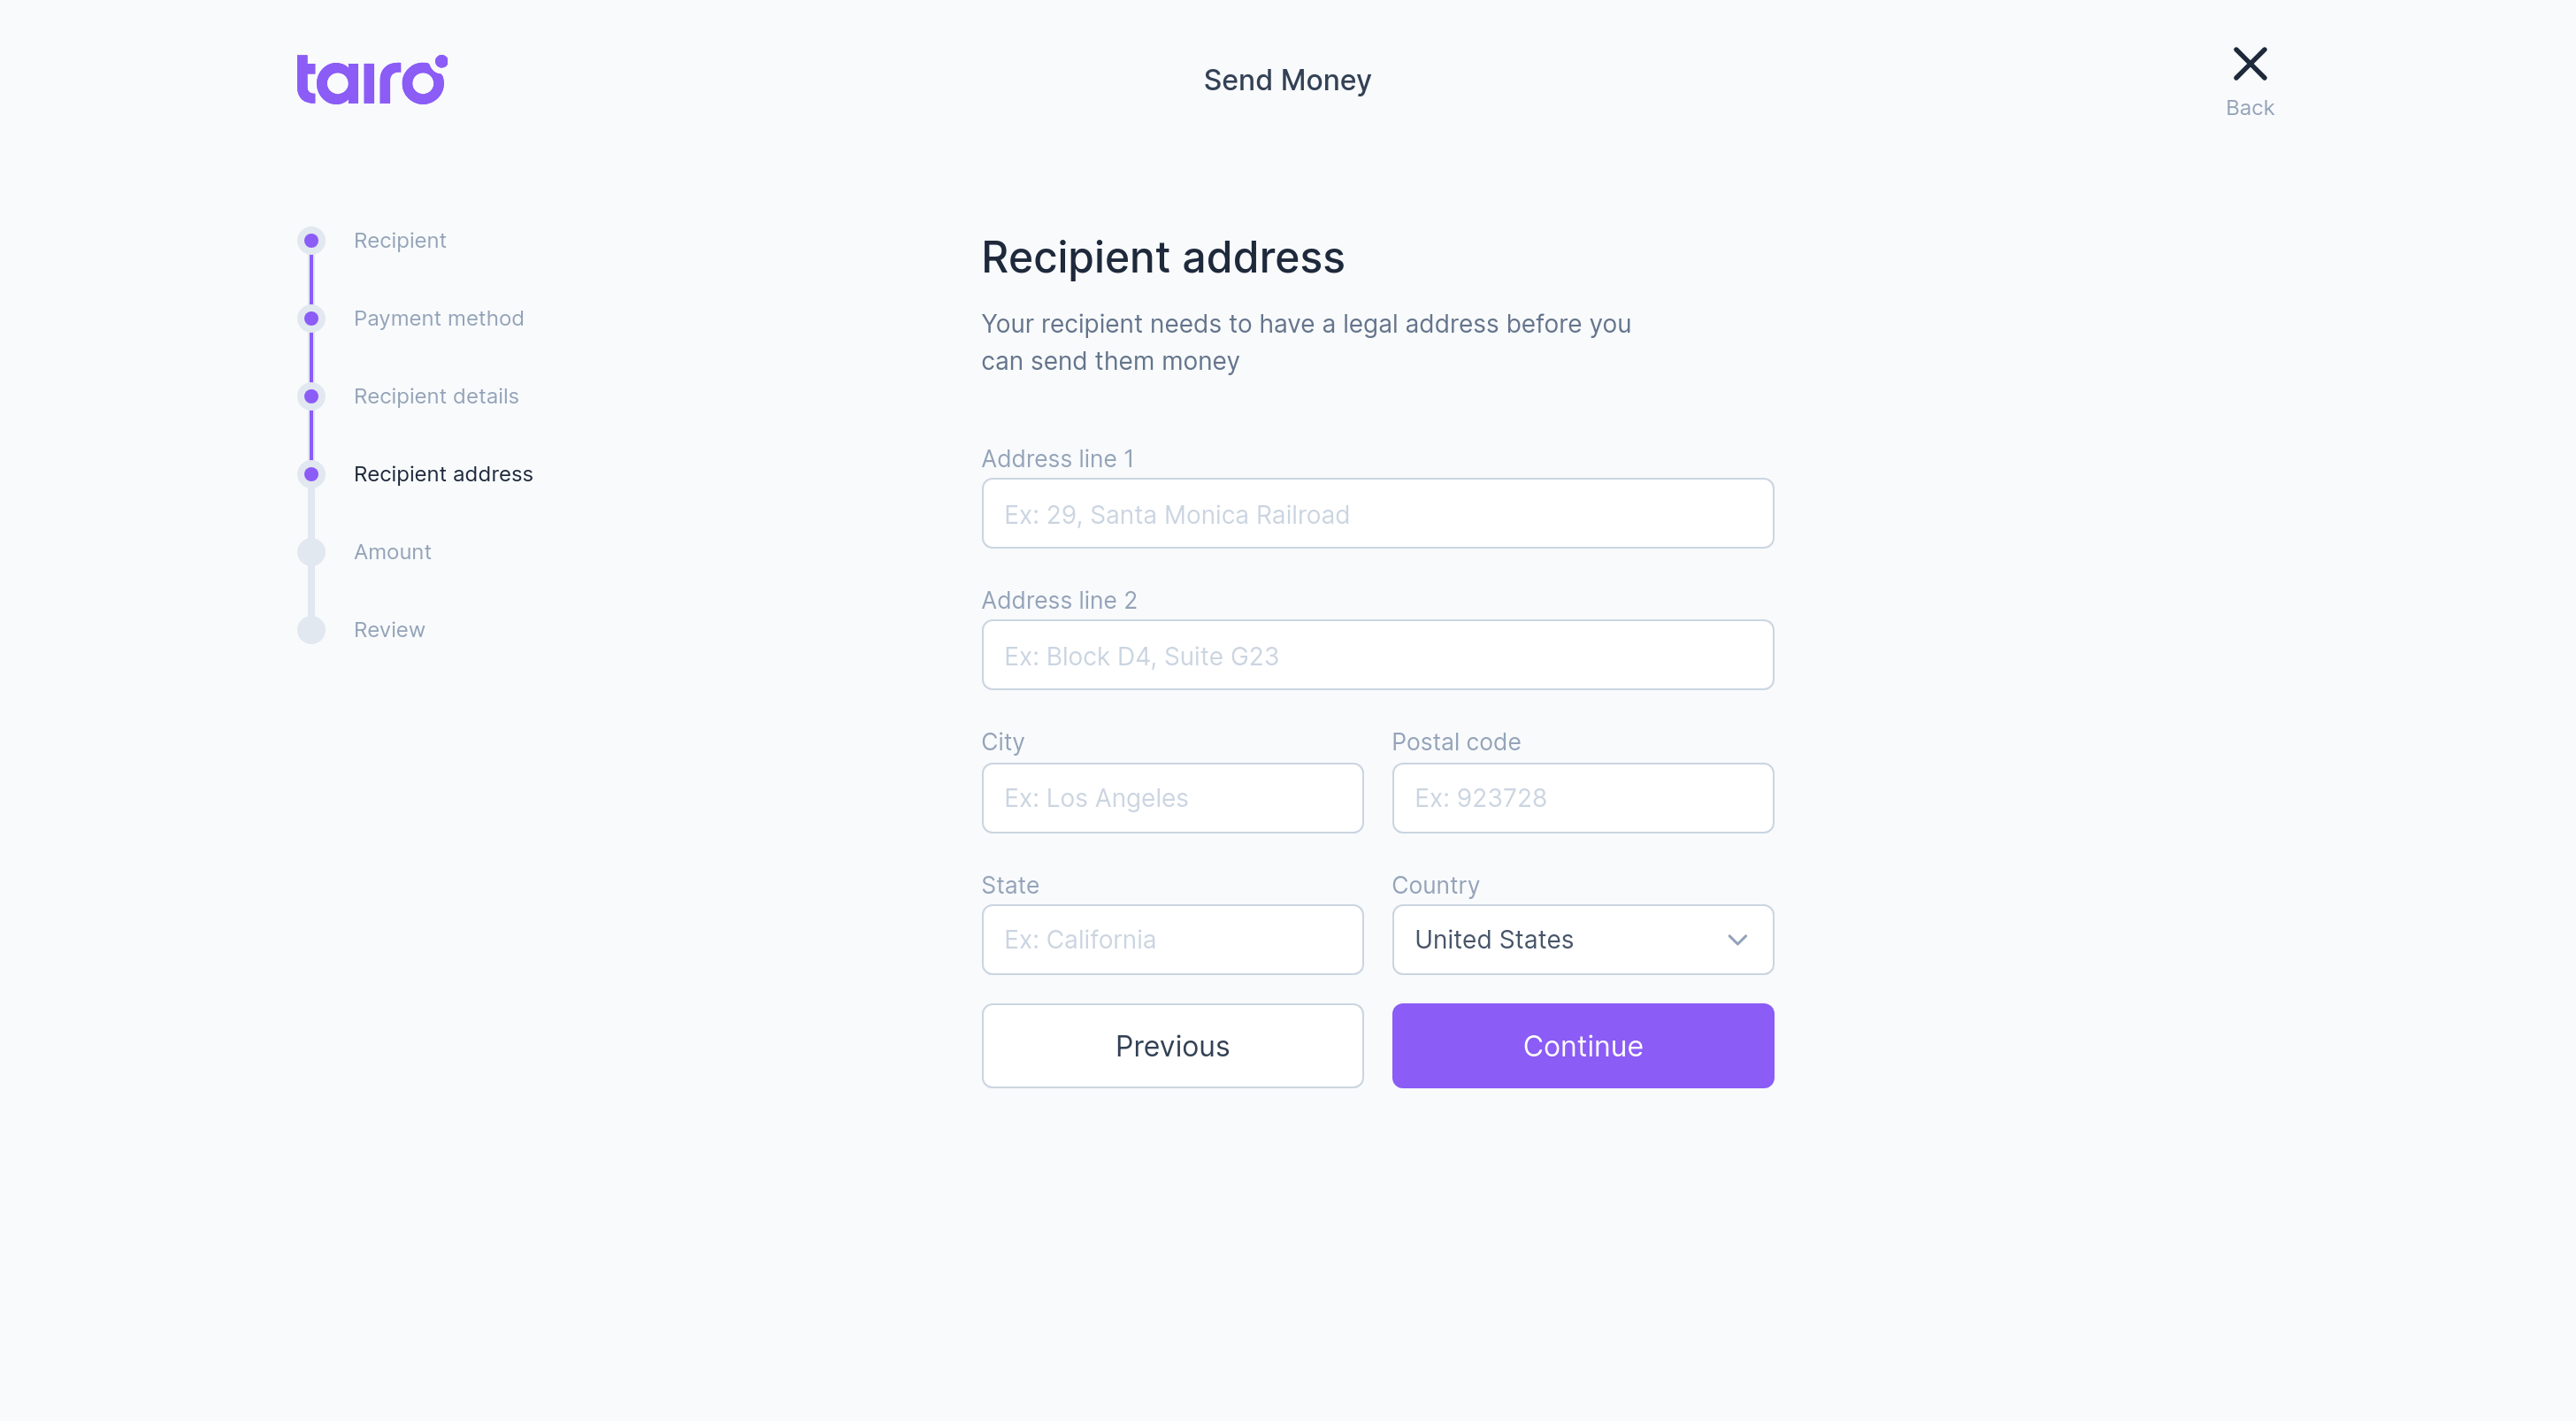 tairo
Send Money
Back
Recipient
Payment method
Recipient details
Recipient address
Amount
Review
Recipient address
Your recipient needs to have a legal address before you
can send them money
Address line 1
Ex: 29, Santa Monica Railroad
Address line 2
Ex: Block D4, Suite G23
City
Ex: Los Angeles
Postal code
Ex: 923728
State
Ex: California
Country
United States
Previous
Continue